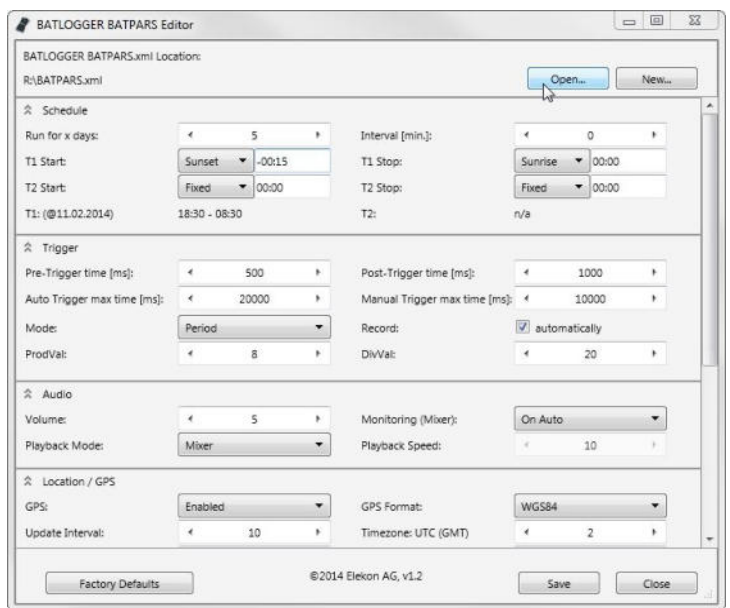 BATLOGGER BATPARS Editor
BATLOGGER BATPARS.xml Location:
R:\BATPARS.xml Open... New...
Schedule
Run for x days: 5 Interval [min.]: 0
T1 Start: Sunset -00:15 T1 Stop: Sunrise 00:00
T2 Start: Fixed 00:00 T2 Stop: Fixed 00:00
T1: (@11.02.2014) 18:30 - 08:30 T2: n/a
Trigger
Pre-Trigger time [ms]: 500 Post-Trigger time [ms]: 1000
Auto Trigger max time [ms]: 20000 Manual Trigger max time [ms]: 10000
Mode: Period Record: automatically
ProdVal: 8 DivVal: 20
Audio
Volume: 5 Monitoring (Mixer): On Auto
Playback Mode: Mixer Playback Speed: 10
Location / GPS
GPS: Enabled GPS Format: WGS84
Update Interval: 10 Timezone: UTC (GMT) 2
Factory Defaults ©2014 Elekon AG, v1.2 Save Close